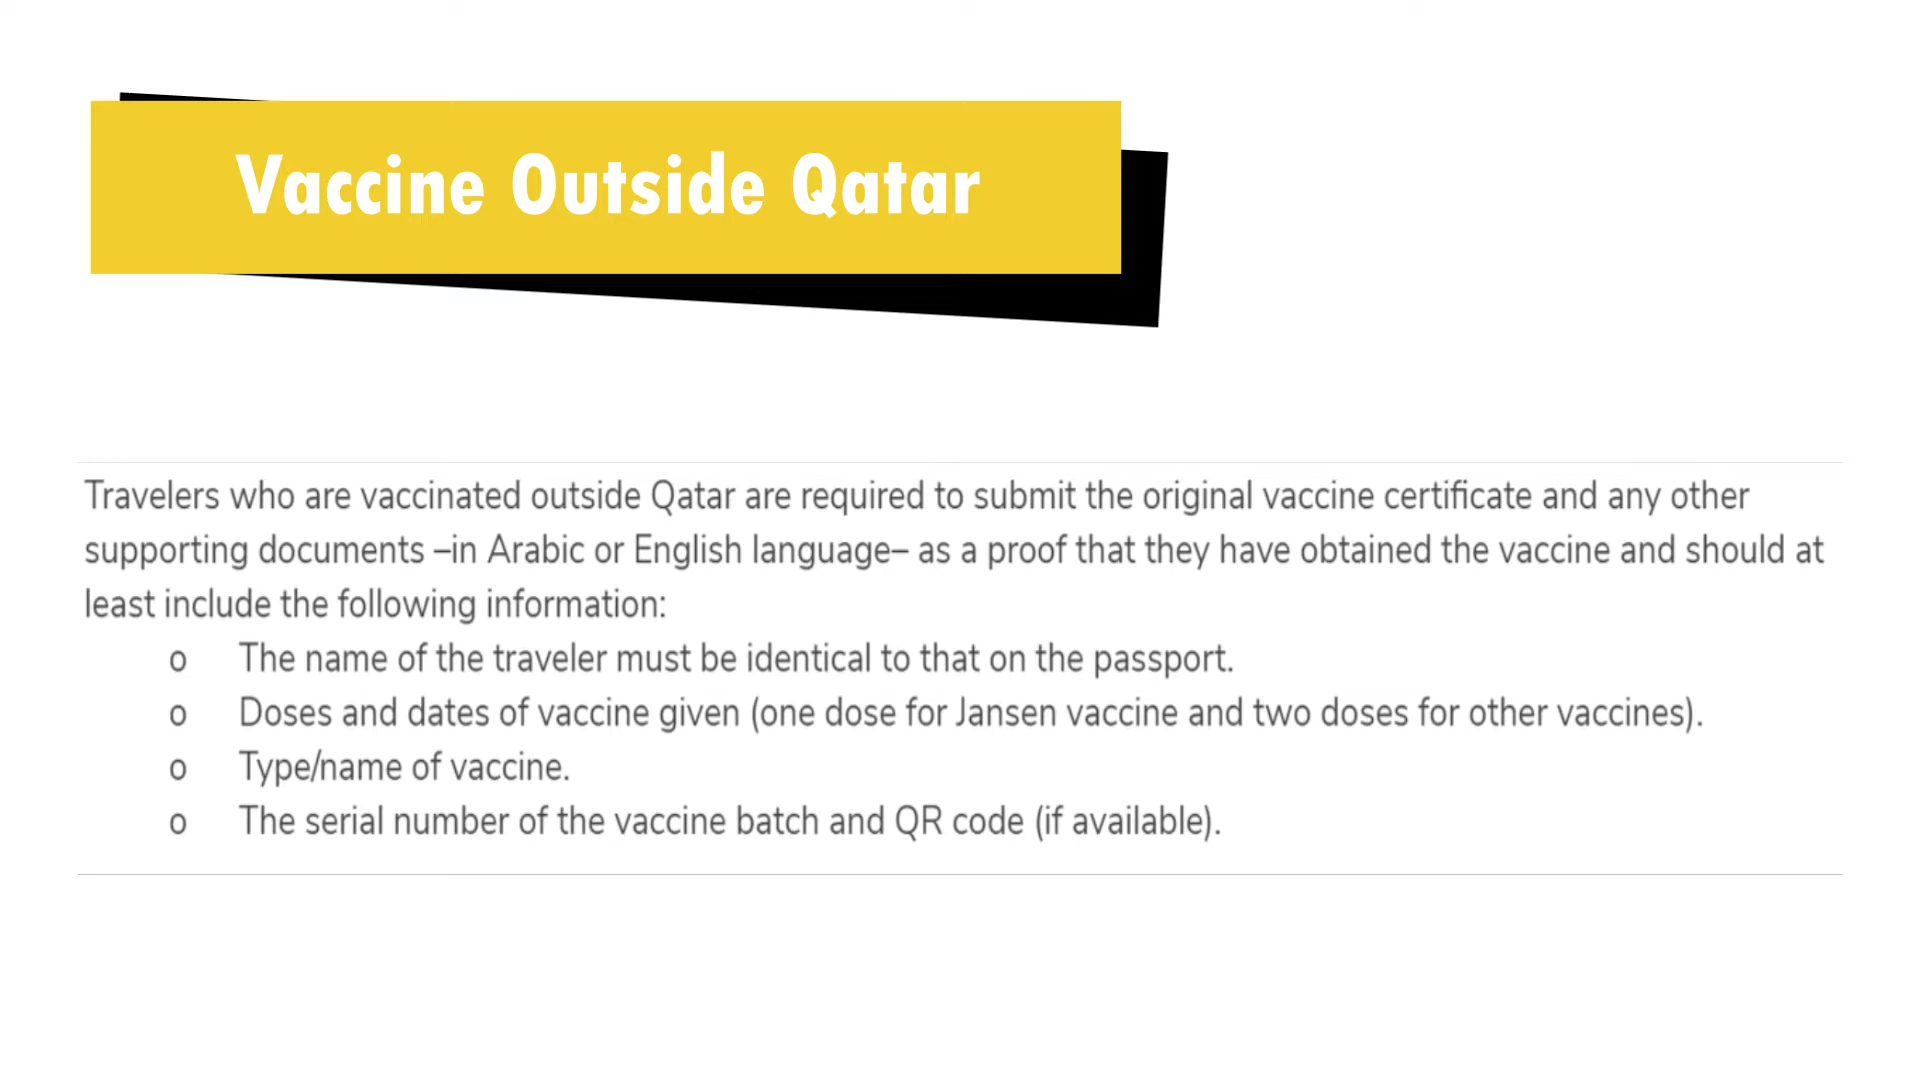 Vaccine Outside Qatar
Travelers who are vaccinated outside Qatar are required to submit the original vaccine certificate and any other
supporting documents –in Arabic or English language– as a proof that they have obtained the vaccine and should at
least include the following information:
o The name of the traveler must be identical to that on the passport.
o Doses and dates of vaccine given (one dose for Jansen vaccine and two doses for other vaccines).
o Type/name of vaccine.
o The serial number of the vaccine batch and QR code (if available).